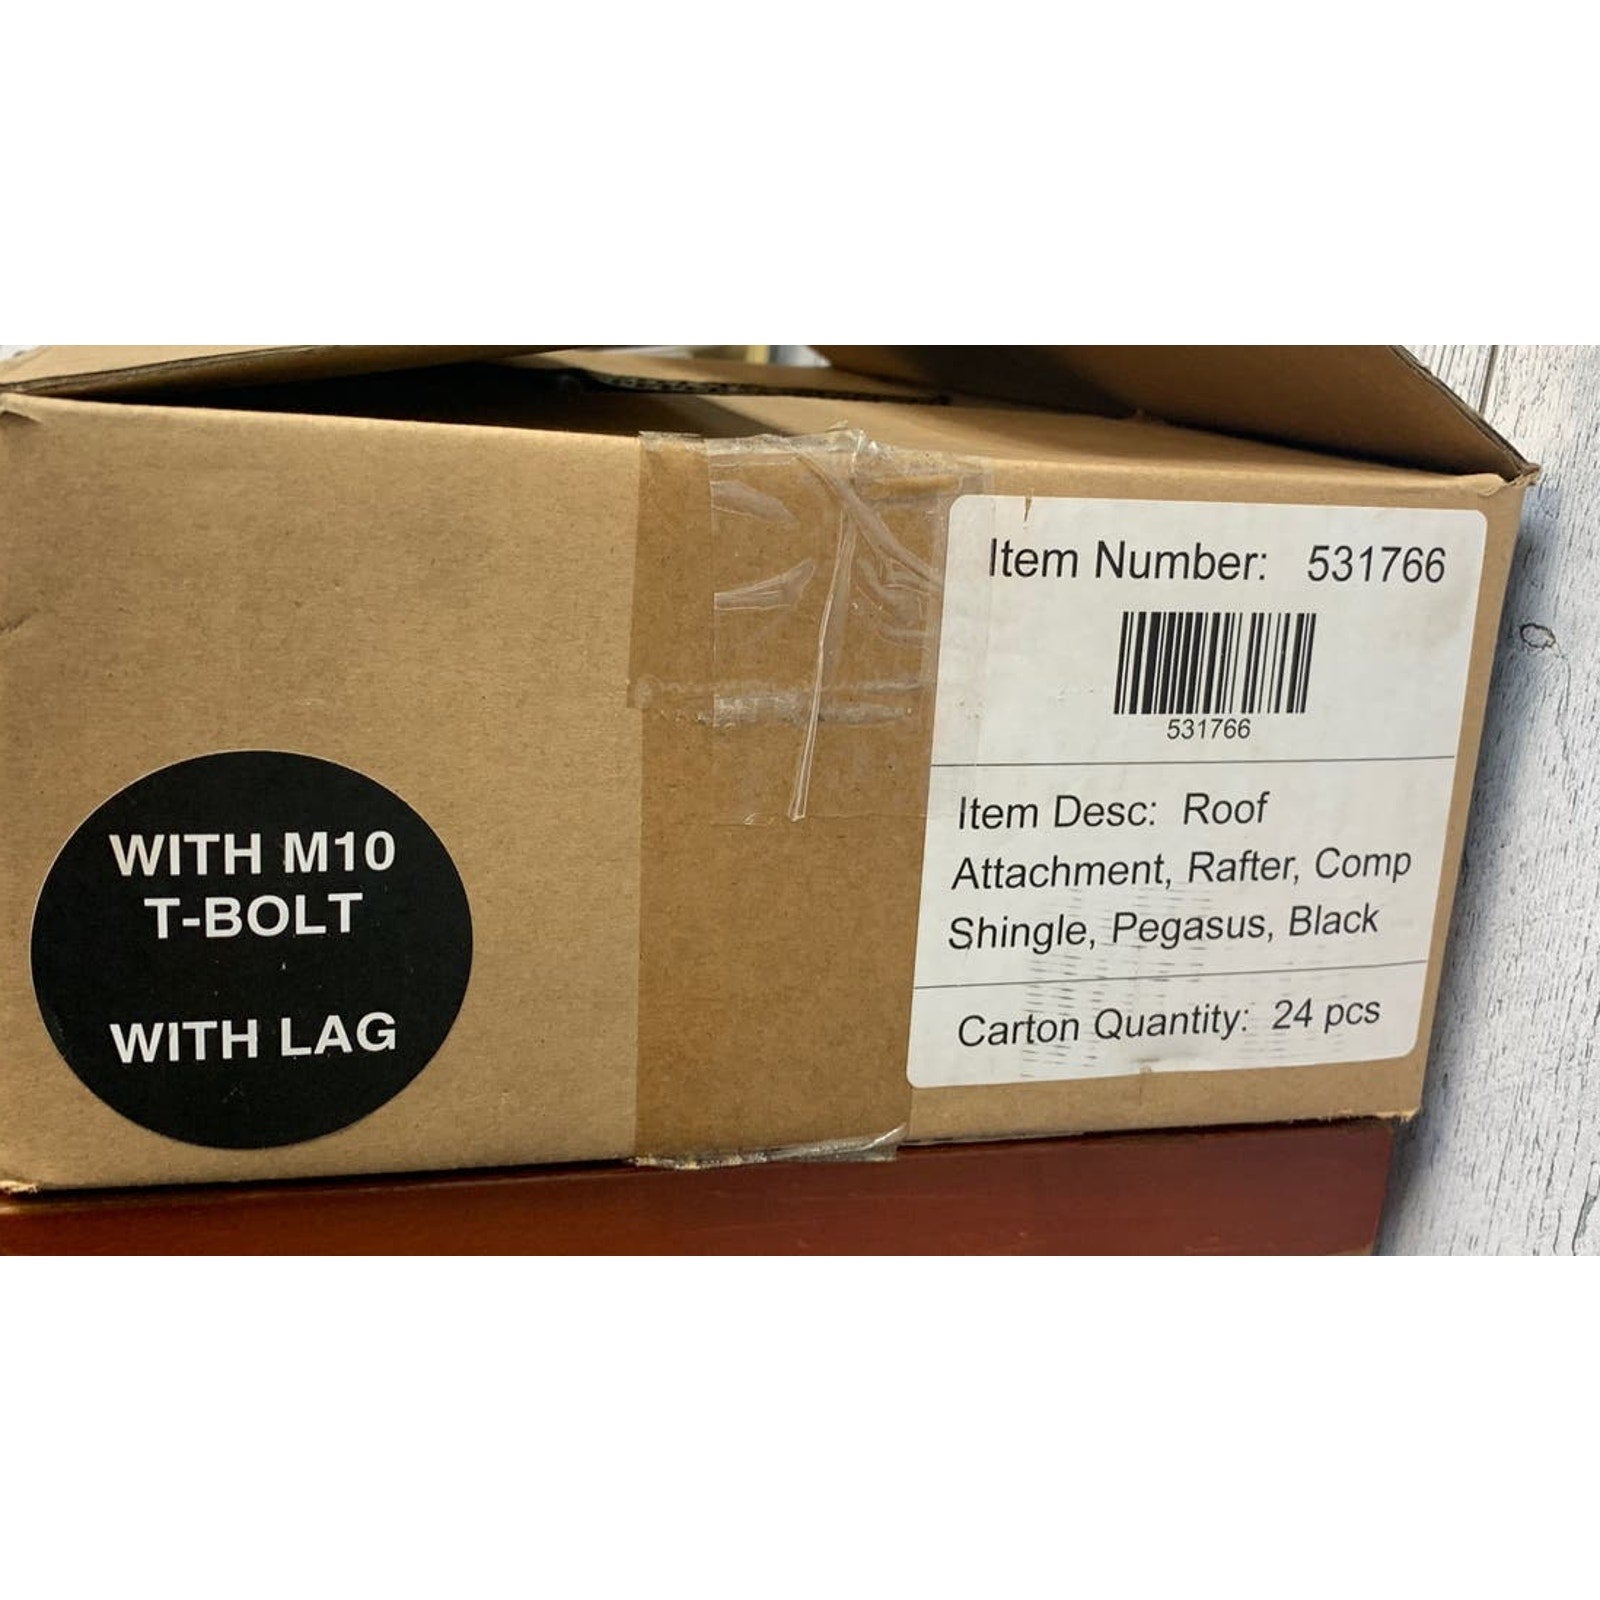 WITH M10
T-BOLT
WITH LAG
Item Number: 531766
531766
Item Desc: Roof
Attachment, Rafter, Comp
Shingle, Pegasus, Black
Carton Quantity: 24 pcs